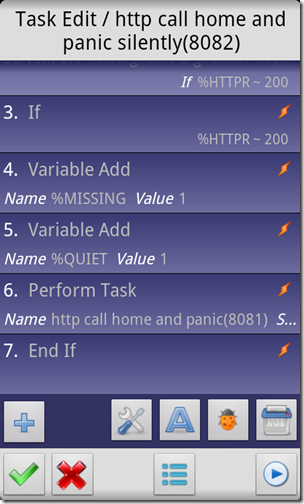 Task Edit / http call home and
panic silently(8082)
If %HTTPR ~ 200
3. If
%HTTPR ~ 200
4. Variable Add
Name %MISSING Value 1
5. Variable Add
Name %QUIET Value 1
6. Perform Task
Name http call home and panic(8081) S...
7. End If
A